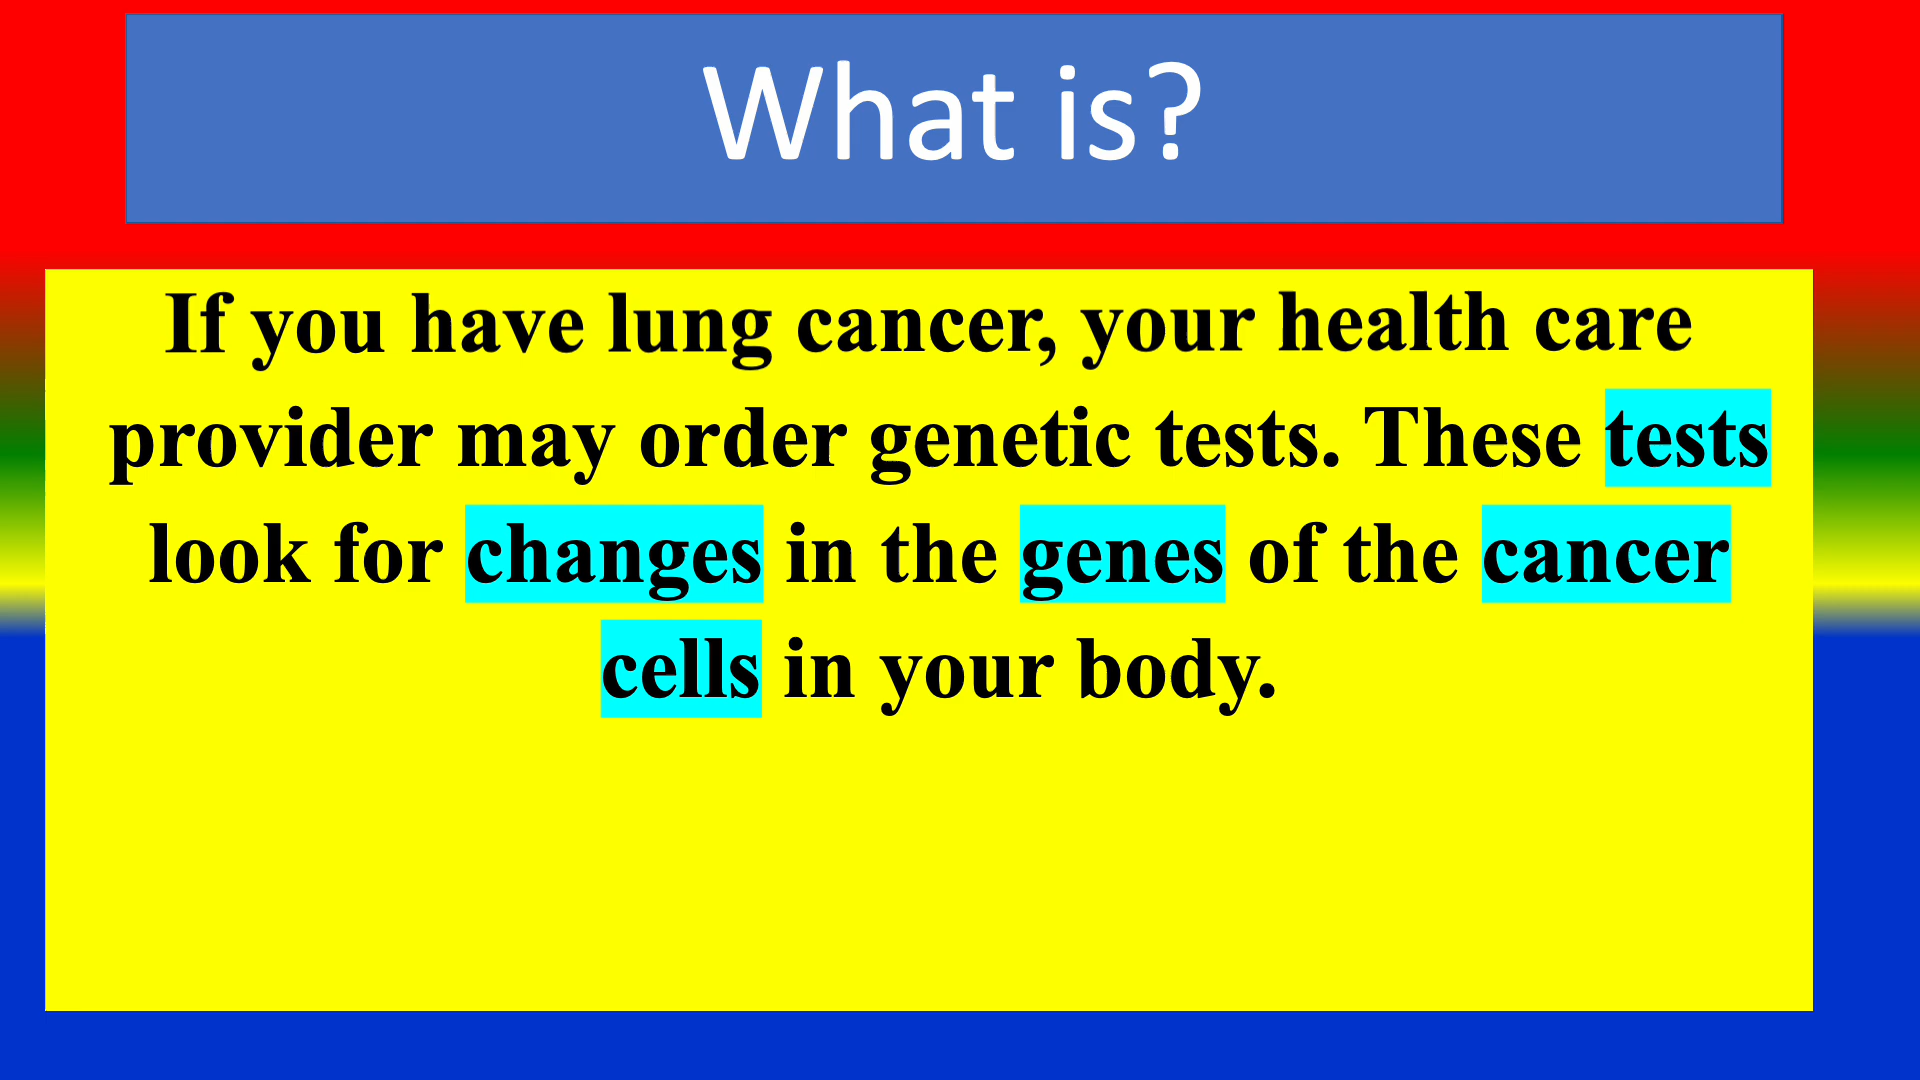 What is?
If you have lung cancer, your health care
provider may order genetic tests. These tests
look for changes in the genes of the cancer
cells in your body.